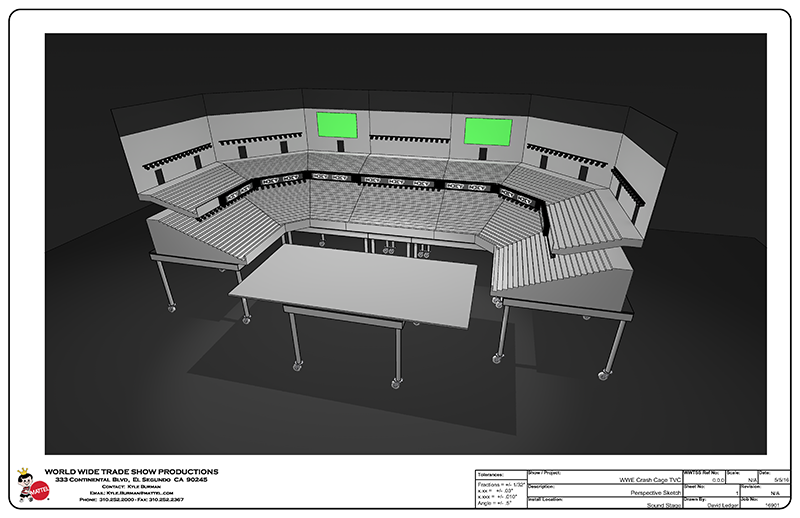 WORLD WIDE TRADE SHOW PRODUCTIONS
333 CONTINENTAL BLVD, EL SEGUNDO CA 90245
CONTACT: KYLE BURMAN
EMAIL: KYLE.BURMAN@MATTEL.COM
PHONE: 310.252.2000 - FAX: 310.252.2367
MATTEL
Tolerances:
Fractions = +/- 1/32"
x.xx = +/- .03"
x.xxx = +/- .010"
Angle = +/- .5°
Show / Project:
WWE Crash Cage TVC
Description:
Perspective Sketch
Install Location:
Sound Stage
WWTSS Ref No:
0.0.0
Scale:
N/A
Date:
5/5/16
Sheet No:
1
Revision:
N/A
Drawn By:
David Ledger
Job No:
16901